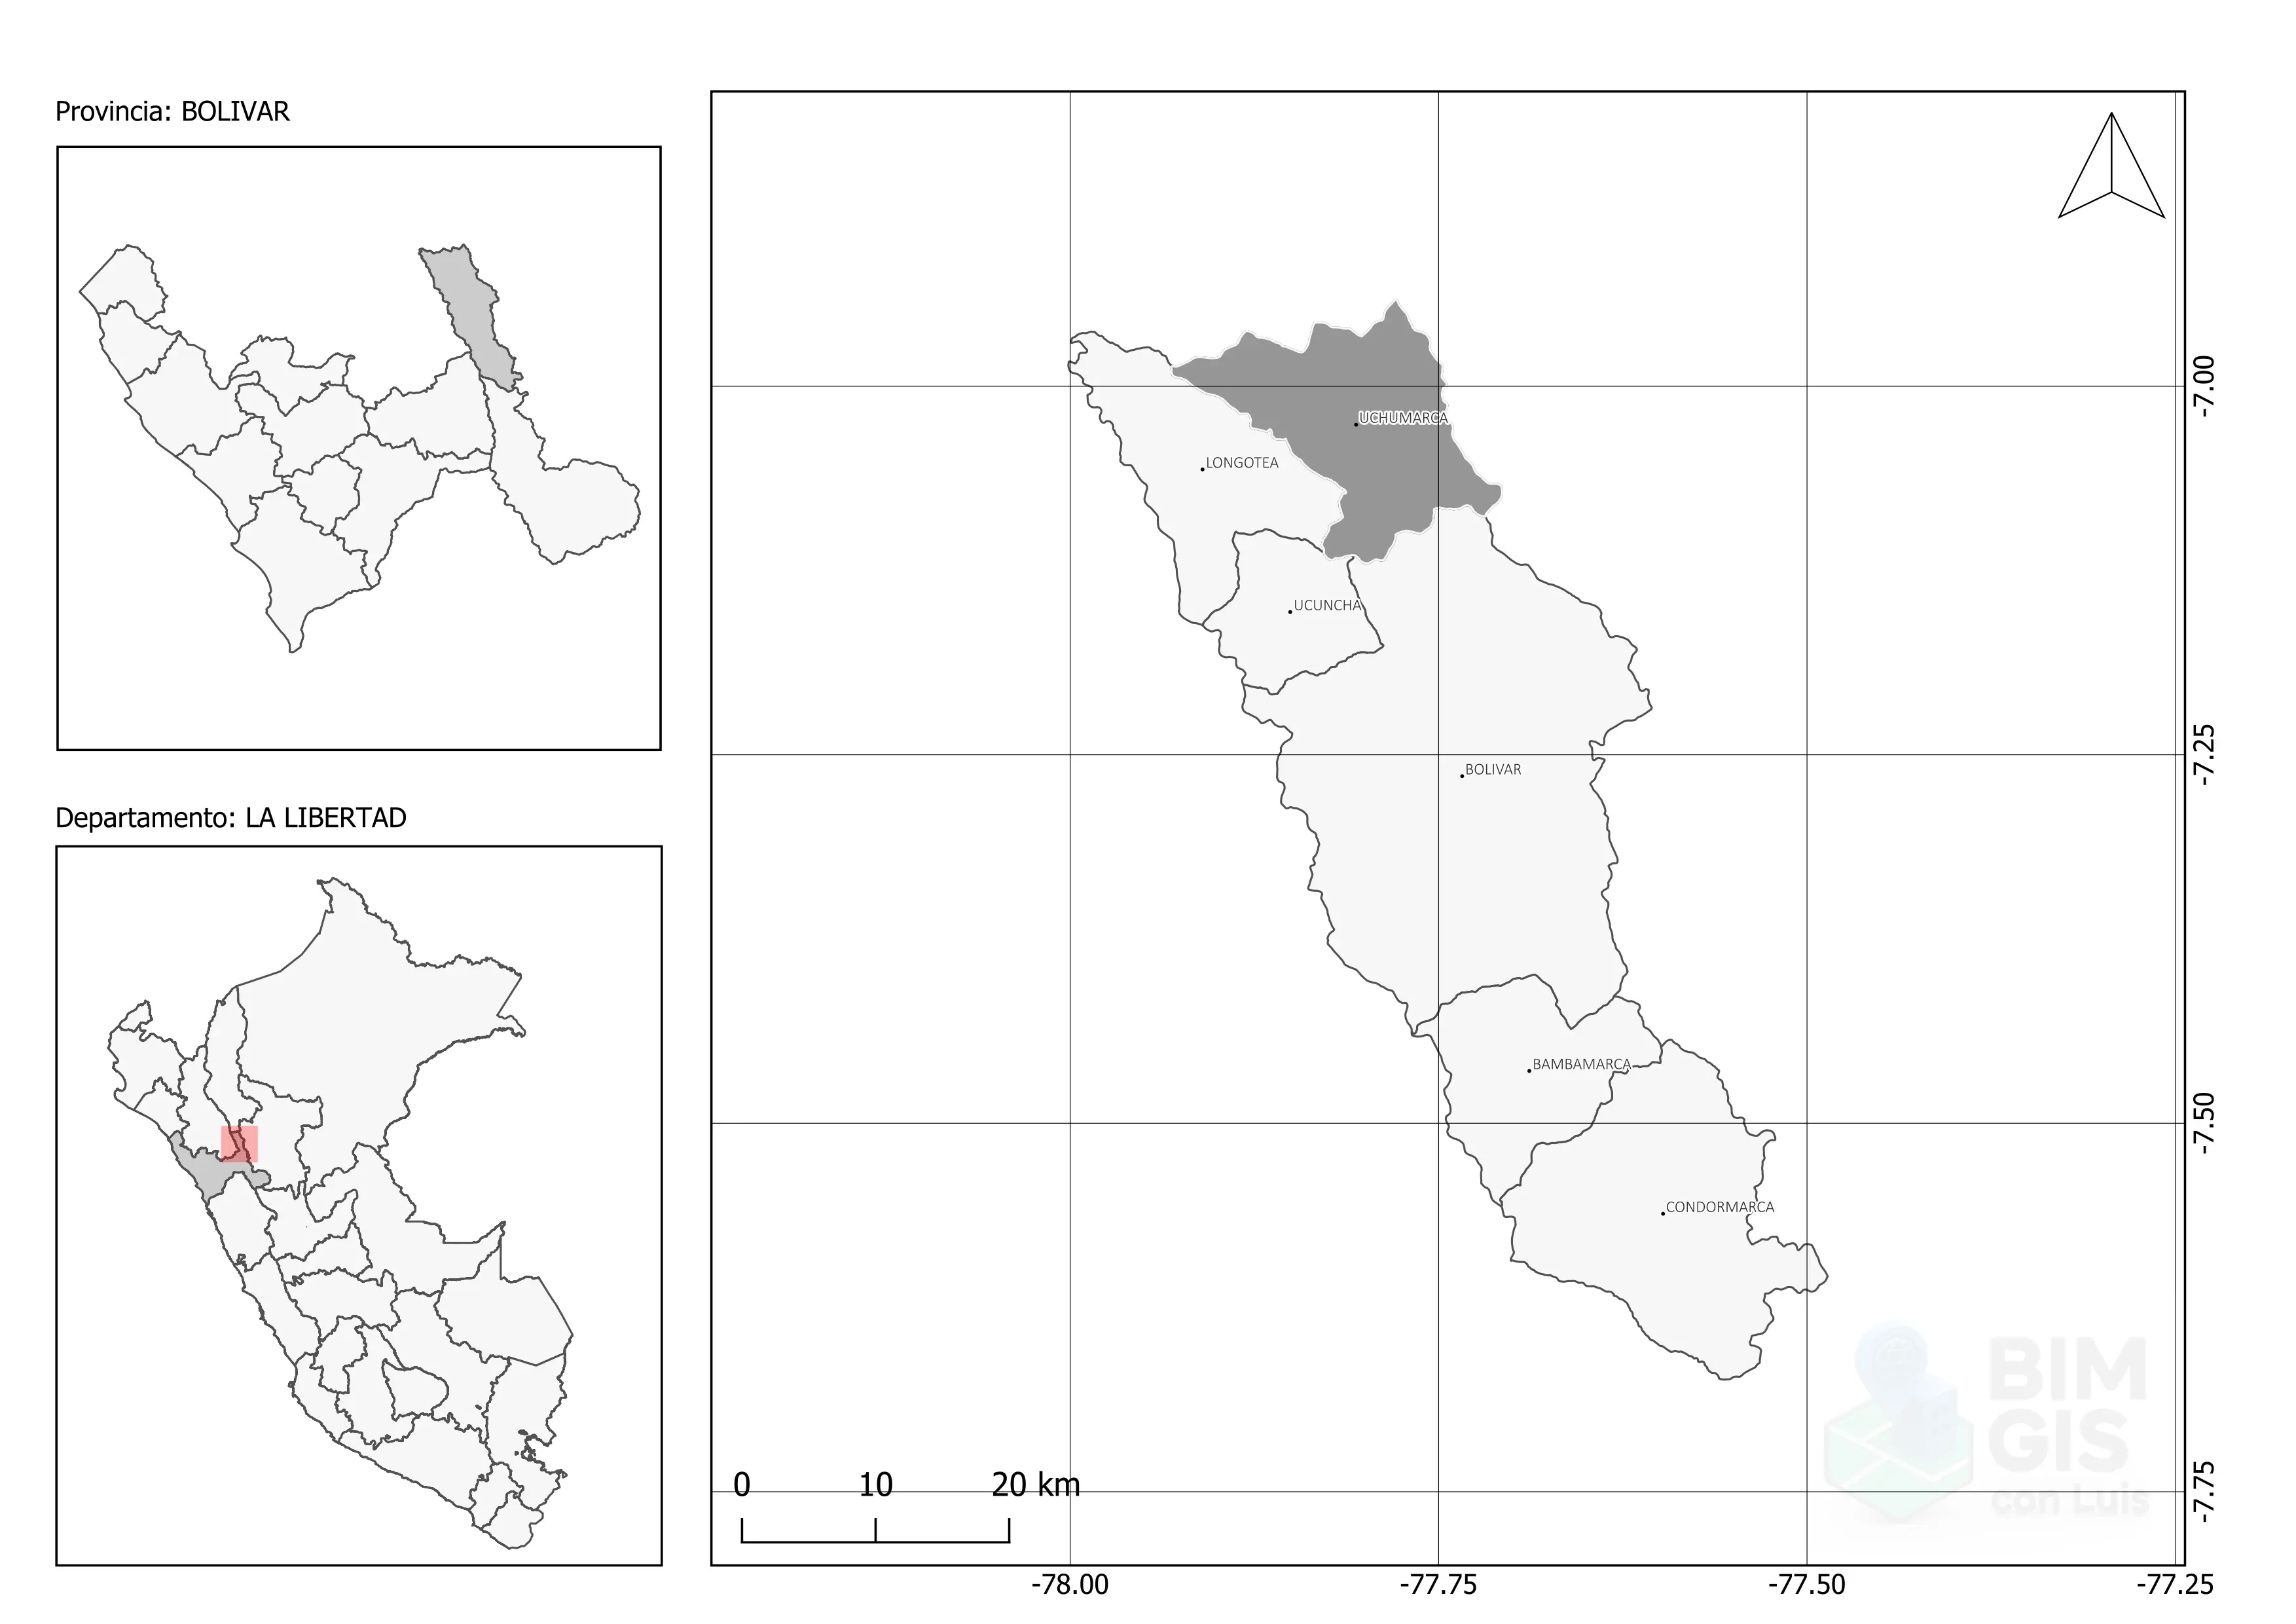 Provincia: BOLIVAR
Departamento: LA LIBERTAD
UCHUMARCA
LONGOTEA
UCUNCHA
BOLIVAR
BAMBAMARCA
CONDORMARCA
-7.00
-7.25
-7.50
-7.75
BIM
GIS
con Luis
0 10 20 km
-78.00 -77.75 -77.50 -77.25